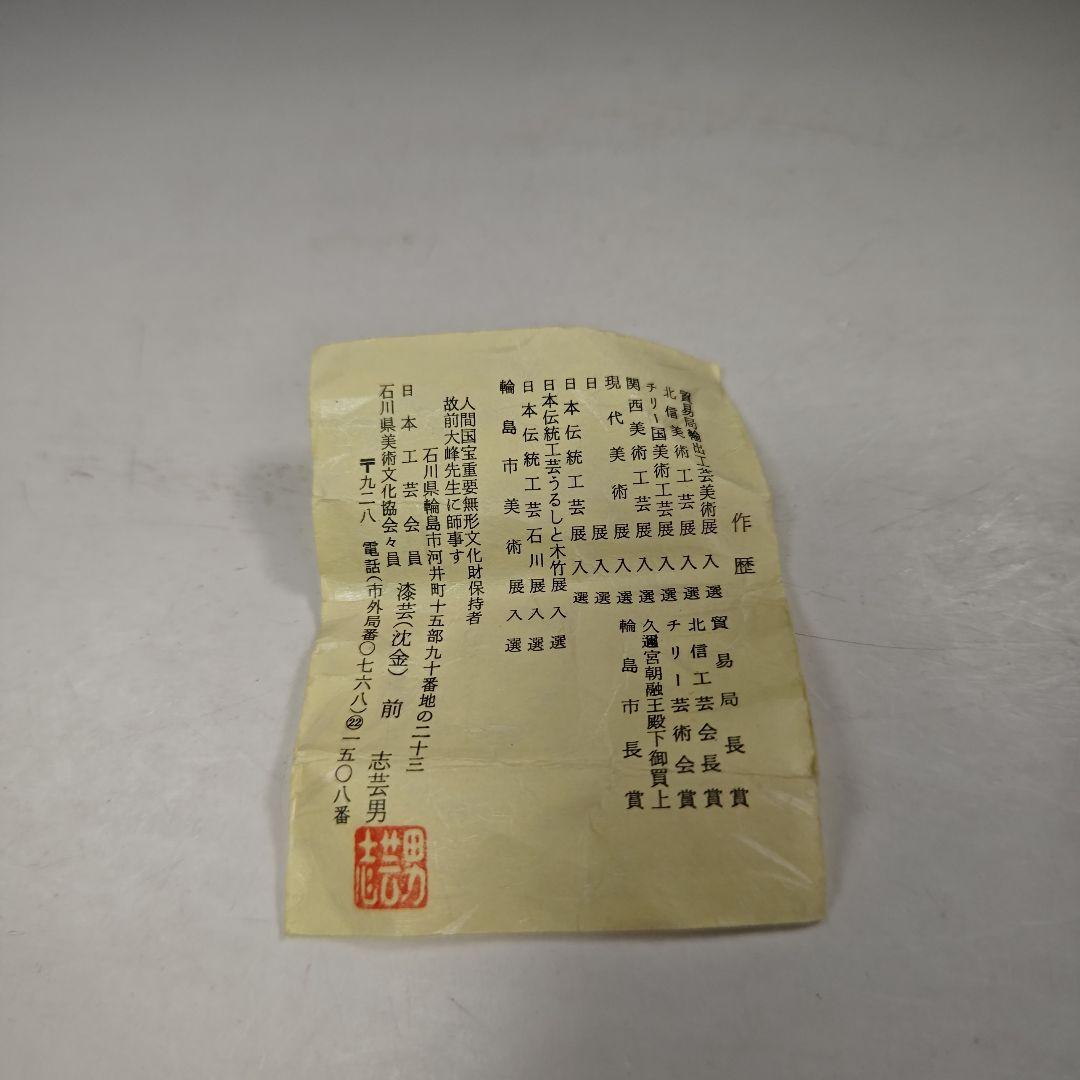 作歴
貿易局輸出工芸美術展入選 貿易局長賞
北信美術工芸展入選 北信工芸会長賞
チリー国美術工芸展入選 チリー芸術会賞
関西美術工芸展入選 久邇宮朝融王殿下御買上
現代美術展入選 輪島市長賞
日展入選
日本伝統工芸展入選
日本伝統工芸うるしと木竹展入選
日本伝統工芸石川展入選
輪島市美術展入選
人間国宝重要無形文化財保持者
故前大峰先生に師事す
石川県輪島市河井町十五部九十番地の二十三
日本工芸会員 漆芸(沈金) 前 志芸男
石川県美術文化協会々員
〒九二八 電話(市外局番〇七六八)㉒一五〇八番
志芸男